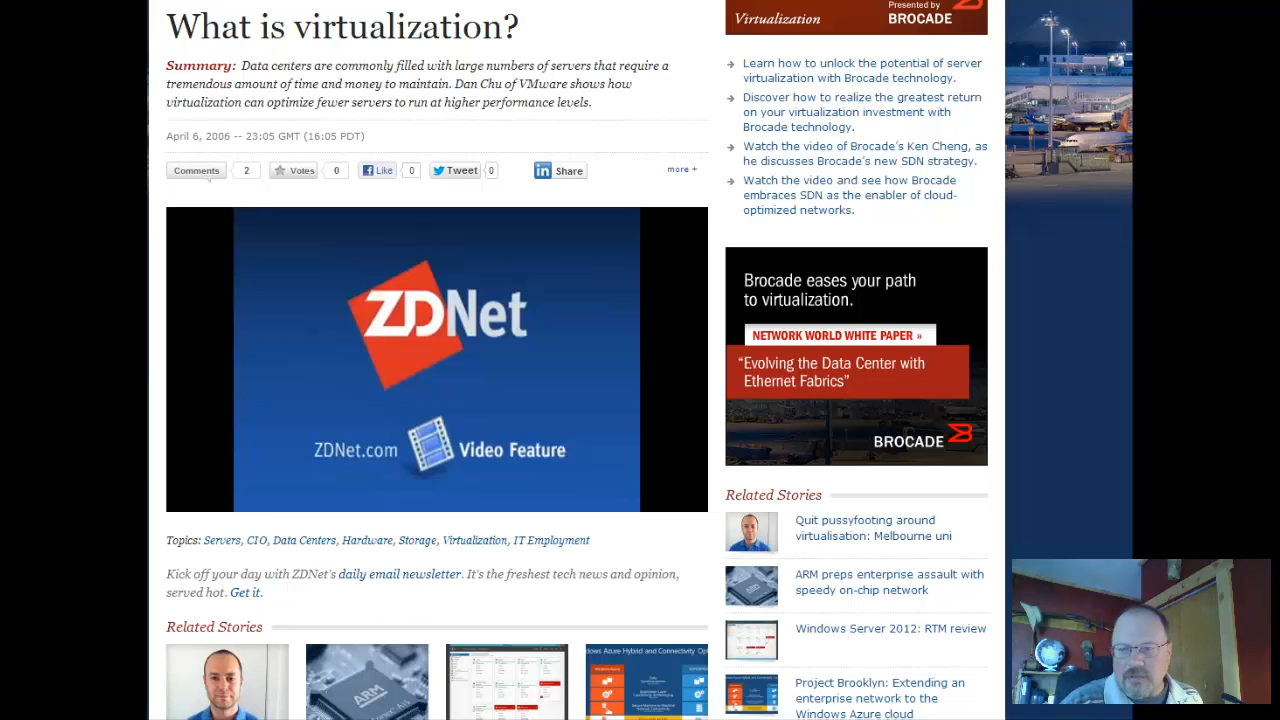 What is virtualization?
Summary: Data centers are commonly filled with large numbers of servers that require a
tremendous amount of time and money to maintain. Dan Chu of VMware shows how
virtualization can optimize fewer servers to run at higher performance levels.
April 6, 2006 -- 23:05 GMT (16:05 PDT)
Comments 2 Votes 0 Like 0 Tweet 0 Share more +
ZDNet
ZDNet.com Video Feature
Topics: Servers, CIO, Data Centers, Hardware, Storage, Virtualization, IT Employment
Kick off your day with ZDNet's daily email newsletter. It's the freshest tech news and opinion,
served hot. Get it.
Related Stories
Presented by
Virtualization BROCADE
Learn how to unlock the potential of server
virtualization with Brocade technology.
Discover how to realize the greatest return
on your virtualization investment with
Brocade technology.
Watch the video of Brocade's Ken Cheng, as
he discusses Brocade's new SDN strategy.
Watch the video and see how Brocade
embraces SDN as the enabler of cloud-
optimized networks.
Brocade eases your path
to virtualization.
NETWORK WORLD WHITE PAPER »
“Evolving the Data Center with
Ethernet Fabrics”
BROCADE
Related Stories
Quit pussyfooting around
virtualisation: Melbourne uni
ARM preps enterprise assault with
speedy on-chip network
Windows Server 2012: RTM review
Project Brooklyn: Extending an
enterprise network to the
Windows Azure cloud